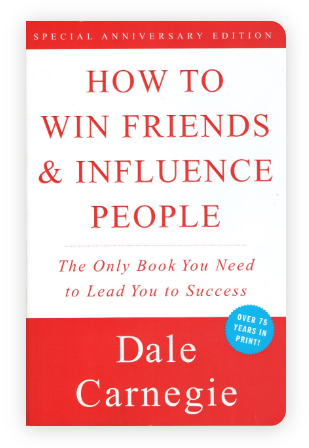 SPECIAL ANNIVERSARY EDITION
HOW TO
WIN FRIENDS
& INFLUENCE
PEOPLE
The Only Book You Need
to Lead You to Success
OVER 75
YEARS IN
PRINT!
Dale
Carnegie